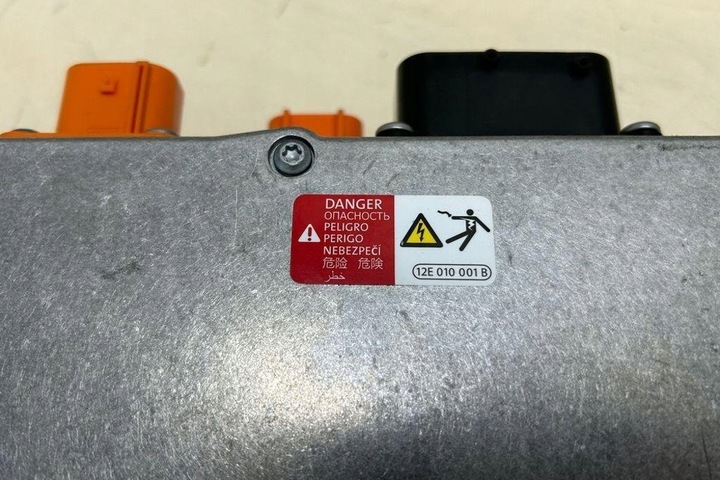 DANGER
ОПАСНОСТЬ
PELIGRO
PERIGO
NEBEZPEČÍ
危险 危険
خطر
12E 010 001 B